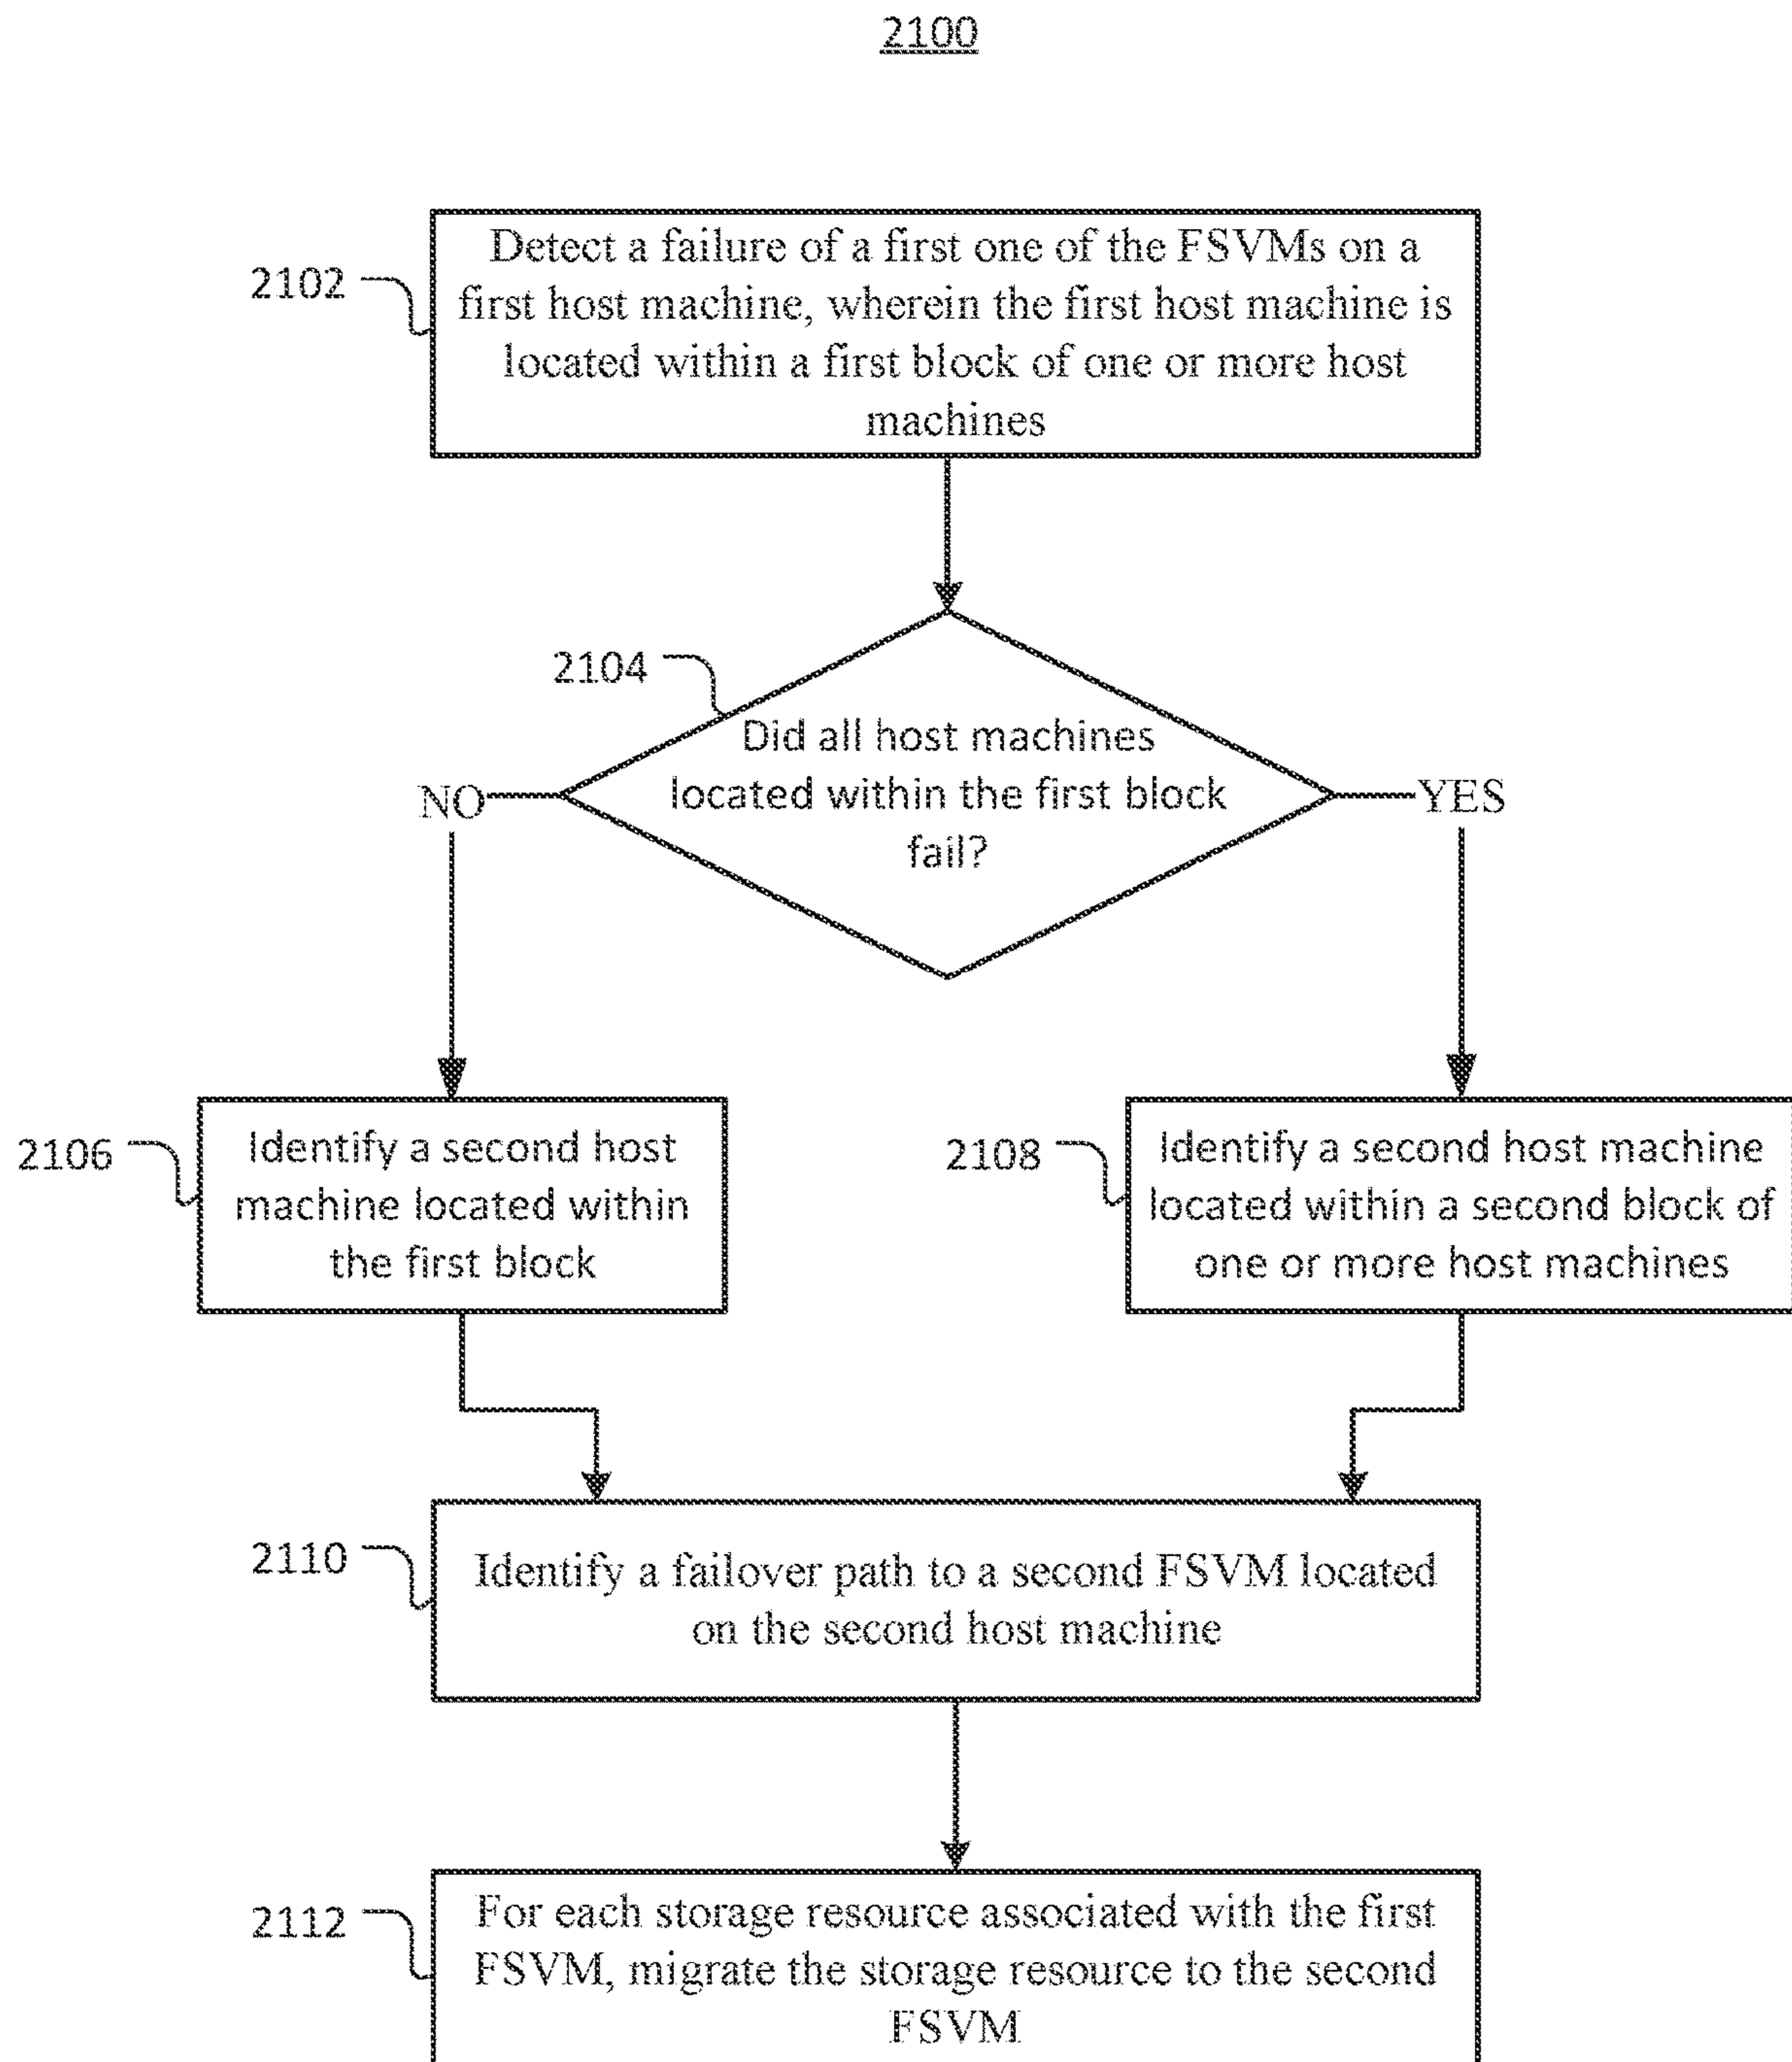 2100
2102
Detect a failure of a first one of the FSVMs on a
first host machine, wherein the first host machine is
located within a first block of one or more host
machines
2104
Did all host machines
located within the first block
fail?
NO
YES
2106
Identify a second host
machine located within
the first block
2108
Identify a second host machine
located within a second block of
one or more host machines
2110
Identify a failover path to a second FSVM located
on the second host machine
2112
For each storage resource associated with the first
FSVM, migrate the storage resource to the second
FSVM